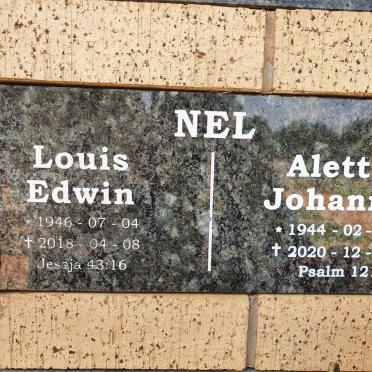 NEL
Louis
Edwin
* 1946 - 07 - 04
† 2018 - 04 - 08
Jesaja 43:16
Alett
Johann
* 1944 - 02 -
† 2020 - 12 -
Psalm 12